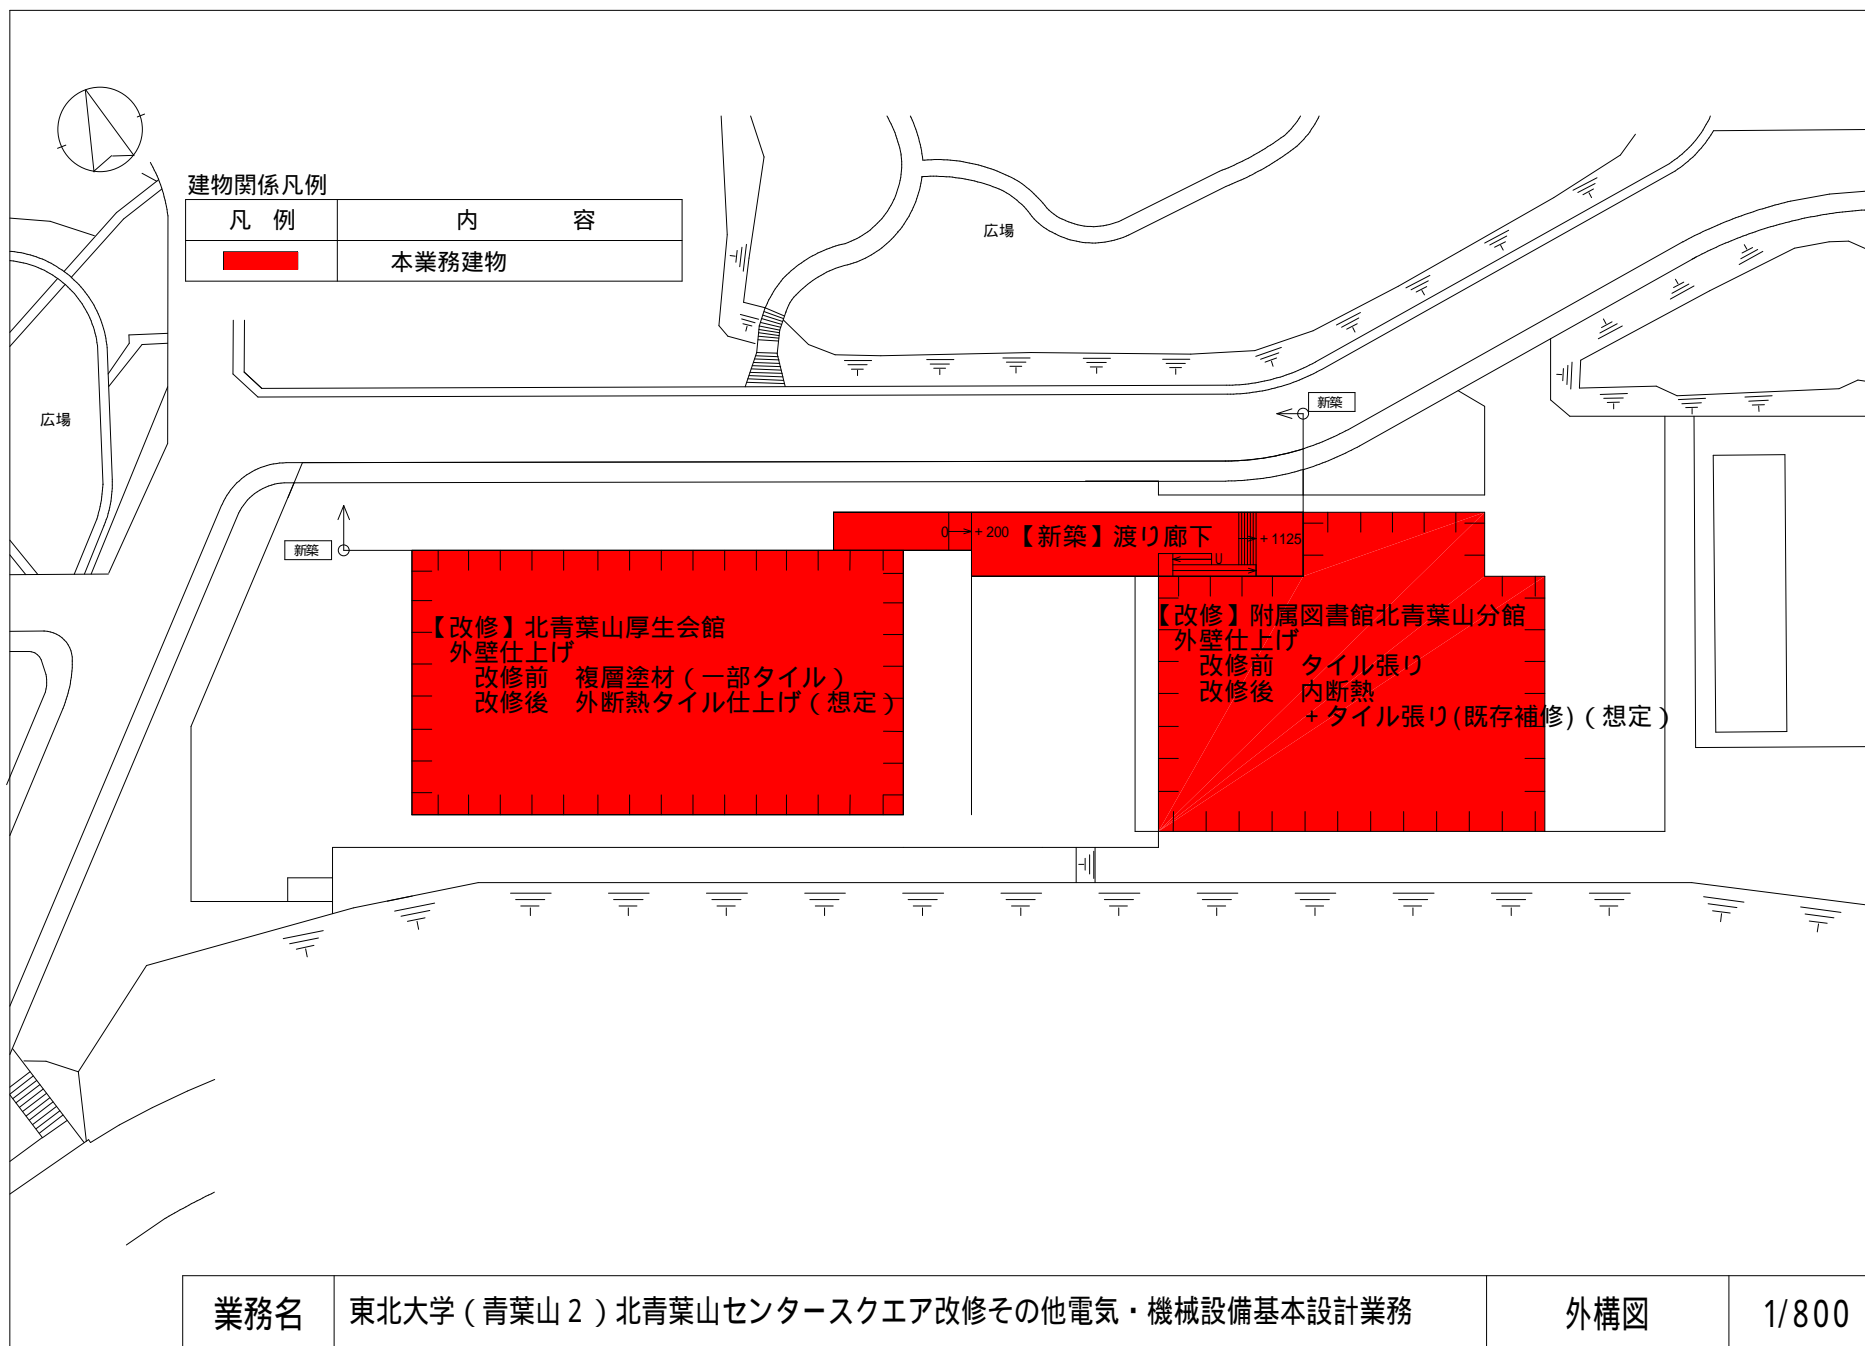 建物関係凡例
凡　例　内　容
本業務建物
広場
広場
新築
新築
0 +200 【新築】渡り廊下 +1125
U
【改修】北青葉山厚生会館
外壁仕上げ
改修前　複層塗材（一部タイル）
改修後　外断熱タイル仕上げ（想定）
【改修】附属図書館北青葉山分館
外壁仕上げ
改修前　タイル張り
改修後　内断熱
+タイル張り(既存補修)（想定）
業務名　東北大学（青葉山２）北青葉山センタースクエア改修その他電気・機械設備基本設計業務　外構図　1/800